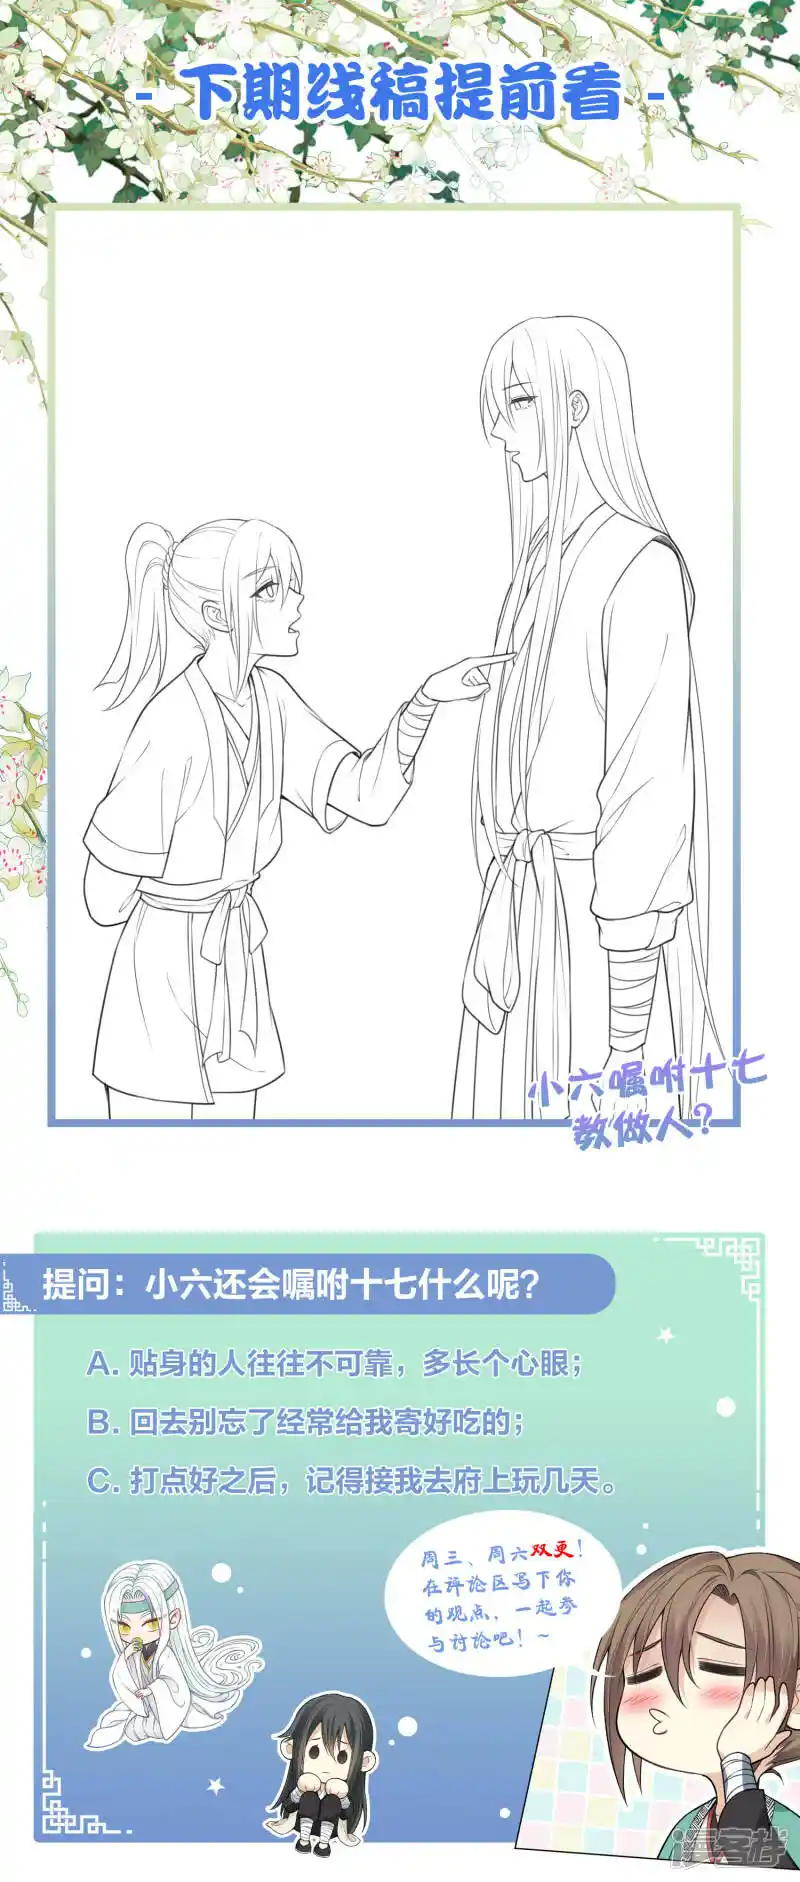 - 下期线稿提前看 -
小六嘱咐十七
教做人?
提问：小六还会嘱咐十七什么呢？
A. 贴身的人往往不可靠，多长个心眼；
B. 回去别忘了经常给我寄好吃的；
C. 打点好之后，记得接我去府上玩几天。
周三、周六双更！
在评论区写下你
的观点，一起参
与讨论吧！~
漫客栈